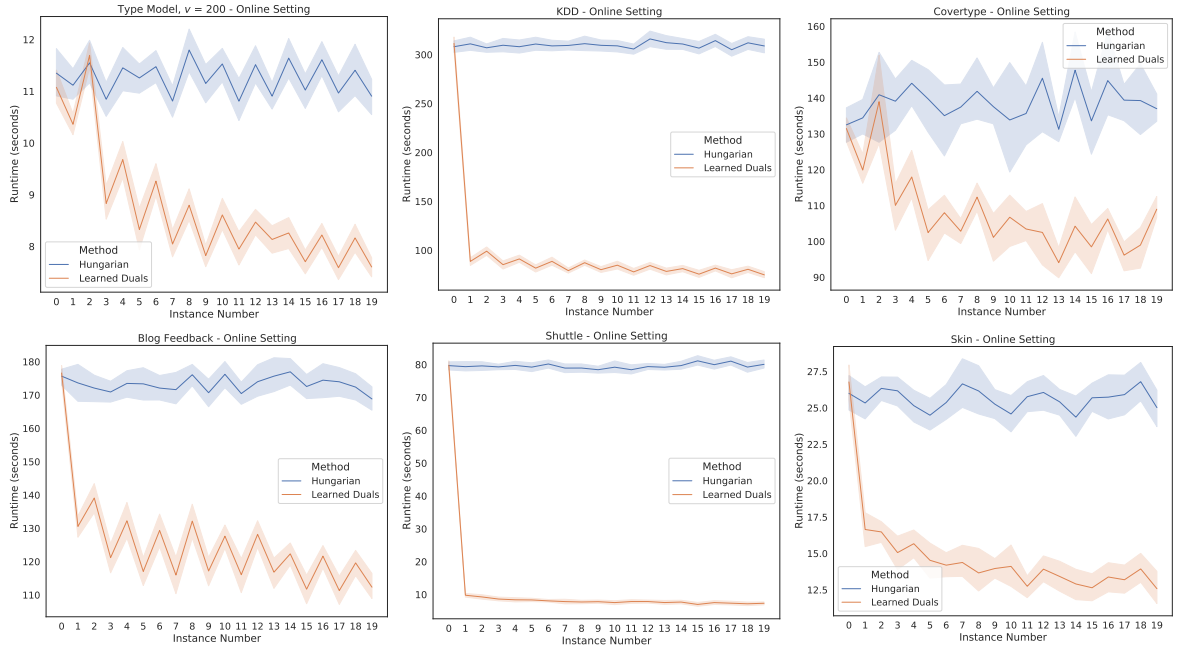 Type Model, v = 200 - Online Setting
12
11
10
9
8
Runtime (seconds)
Method
Hungarian
Learned Duals
0 1 2 3 4 5 6 7 8 9 10 11 12 13 14 15 16 17 18 19
Instance Number
KDD - Online Setting
300
250
200
150
100
Runtime (seconds)
Method
Hungarian
Learned Duals
0 1 2 3 4 5 6 7 8 9 10 11 12 13 14 15 16 17 18 19
Instance Number
Covertype - Online Setting
160
150
140
130
120
110
100
90
Runtime (seconds)
Method
Hungarian
Learned Duals
0 1 2 3 4 5 6 7 8 9 10 11 12 13 14 15 16 17 18 19
Instance Number
Blog Feedback - Online Setting
180
170
160
150
140
130
120
110
Runtime (seconds)
Method
Hungarian
Learned Duals
0 1 2 3 4 5 6 7 8 9 10 11 12 13 14 15 16 17 18 19
Instance Number
Shuttle - Online Setting
80
70
60
50
40
30
20
10
Runtime (seconds)
Method
Hungarian
Learned Duals
0 1 2 3 4 5 6 7 8 9 10 11 12 13 14 15 16 17 18 19
Instance Number
Skin - Online Setting
27.5
25.0
22.5
20.0
17.5
15.0
12.5
Runtime (seconds)
Method
Hungarian
Learned Duals
0 1 2 3 4 5 6 7 8 9 10 11 12 13 14 15 16 17 18 19
Instance Number